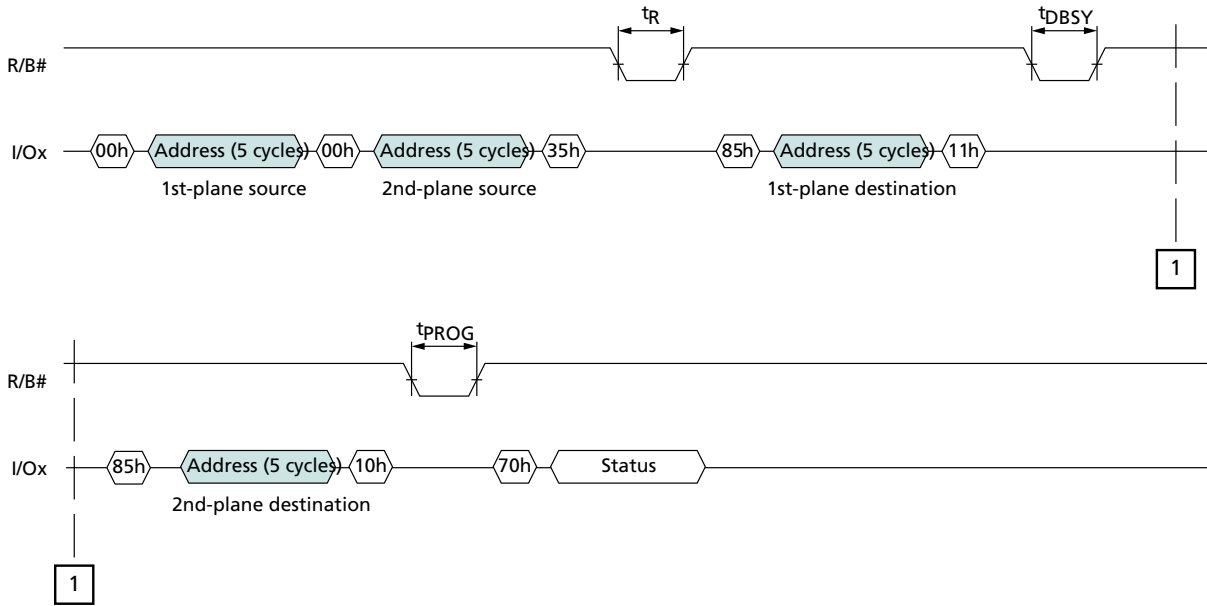 tR tDBSY
R/B#
I/Ox 00h Address (5 cycles) 00h Address (5 cycles) 35h 85h Address (5 cycles) 11h
1st-plane source 2nd-plane source 1st-plane destination
1
tPROG
R/B#
I/Ox 85h Address (5 cycles) 10h 70h Status
2nd-plane destination
1